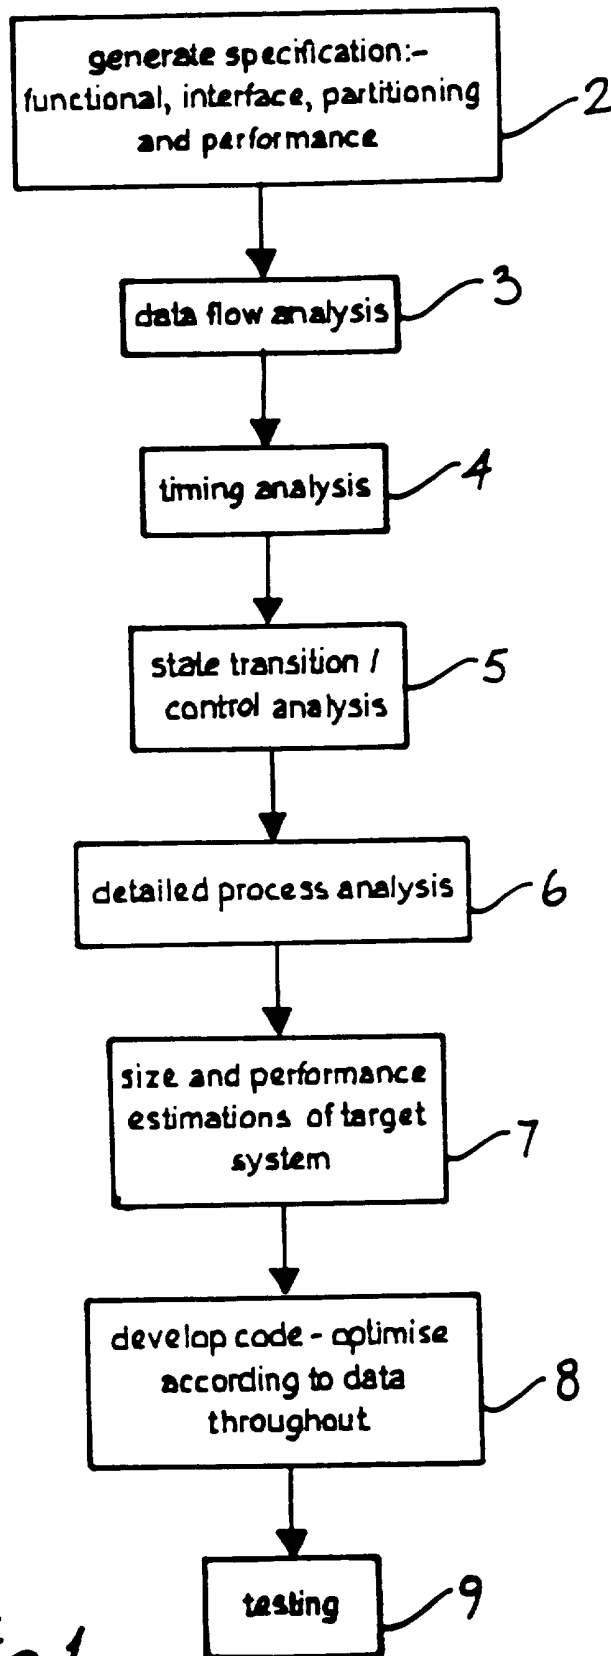 generate specification:-
functional, interface, partitioning
and performance
2
data flow analysis
3
timing analysis
4
state transition /
control analysis
5
detailed process analysis
6
size and performance
estimations of target
system
7
develop code - optimise
according to data
throughout
8
testing
9